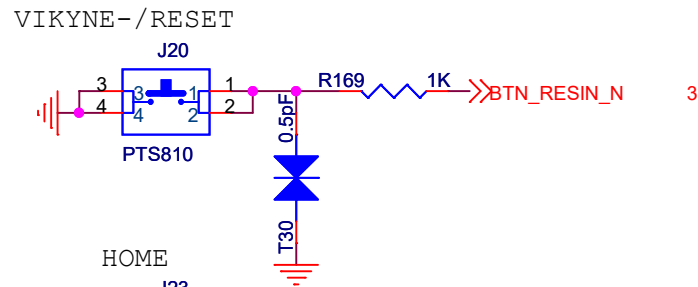 VIKYNE-/RESET
J20
R169 1K
3 3 1 1
4 4 2 2
BTN_RESIN_N 3
0.5pF
PTS810
T30
HOME